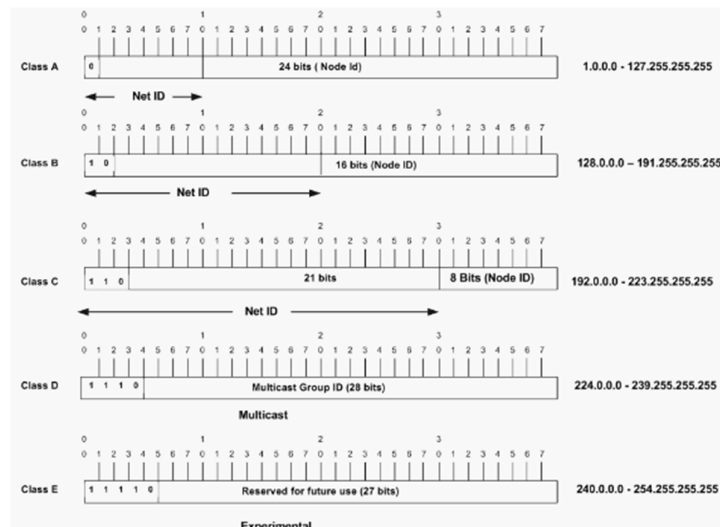 0 1 2 3
0 1 2 3 4 5 6 7 0 1 2 3 4 5 6 7 0 1 2 3 4 5 6 7 0 1 2 3 4 5 6 7
Class A 0 24 bits ( Node Id) 1.0.0.0 - 127.255.255.255
Net ID
0 1 2 3
0 1 2 3 4 5 6 7 0 1 2 3 4 5 6 7 0 1 2 3 4 5 6 7 0 1 2 3 4 5 6 7
Class B 1 0 16 bits (Node ID) 128.0.0.0 – 191.255.255.255
Net ID
0 1 2 3
0 1 2 3 4 5 6 7 0 1 2 3 4 5 6 7 0 1 2 3 4 5 6 7 0 1 2 3 4 5 6 7
Class C 1 1 0 21 bits 8 Bits (Node ID) 192.0.0.0 - 223.255.255.255
Net ID
0 1 2 3
0 1 2 3 4 5 6 7 0 1 2 3 4 5 6 7 0 1 2 3 4 5 6 7 0 1 2 3 4 5 6 7
Class D 1 1 1 0 Multicast Group ID (28 bits) 224.0.0.0 - 239.255.255.255
Multicast
0 1 2 3
0 1 2 3 4 5 6 7 0 1 2 3 4 5 6 7 0 1 2 3 4 5 6 7 0 1 2 3 4 5 6 7
Class E 1 1 1 1 0 Reserved for future use (27 bits) 240.0.0.0 - 254.255.255.255
Experimental